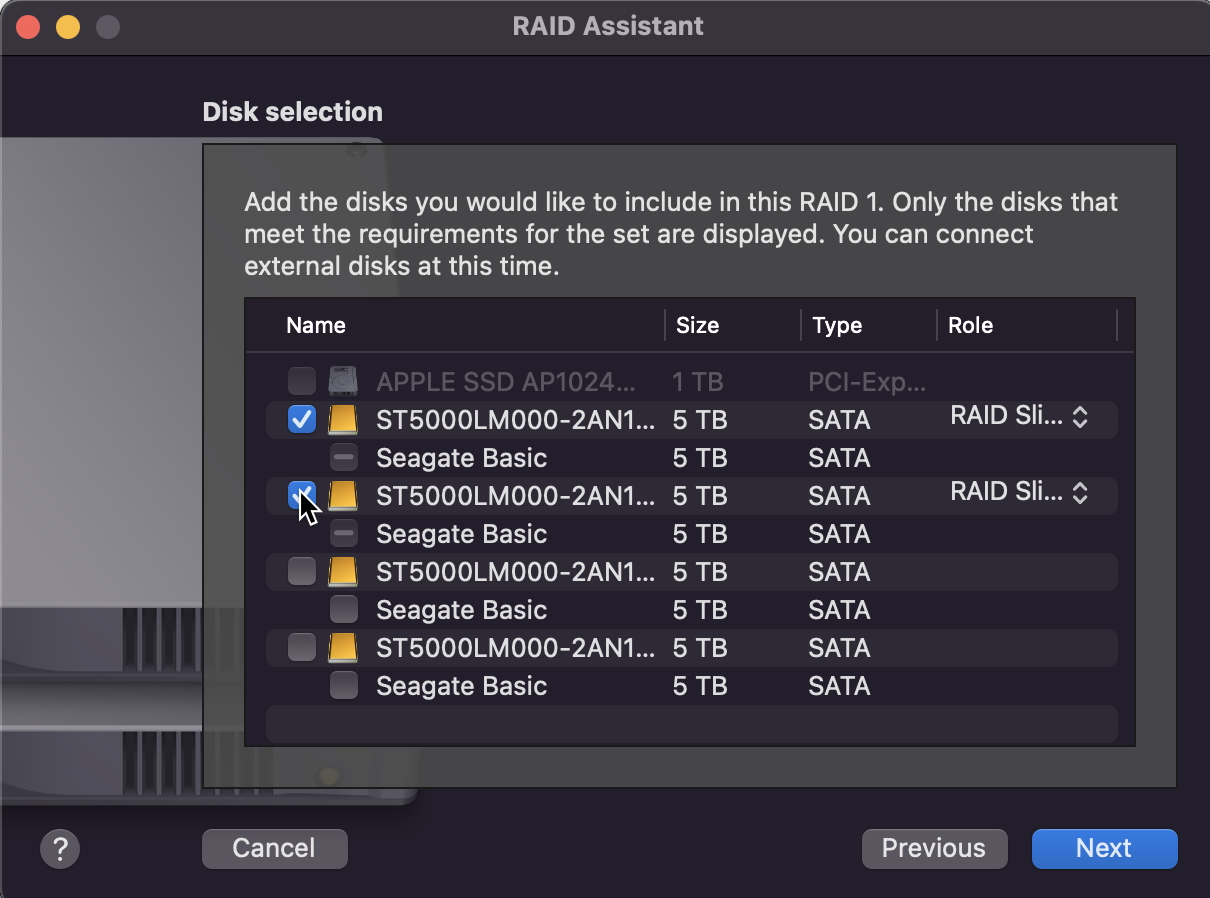 RAID Assistant
Disk selection
Add the disks you would like to include in this RAID 1. Only the disks that
meet the requirements for the set are displayed. You can connect
external disks at this time.
Name Size Type Role
APPLE SSD AP1024... 1 TB PCI-Exp...
ST5000LM000-2AN1... 5 TB SATA RAID Sli...
Seagate Basic 5 TB SATA
ST5000LM000-2AN1... 5 TB SATA RAID Sli...
Seagate Basic 5 TB SATA
ST5000LM000-2AN1... 5 TB SATA
Seagate Basic 5 TB SATA
ST5000LM000-2AN1... 5 TB SATA
Seagate Basic 5 TB SATA
? Cancel Previous Next